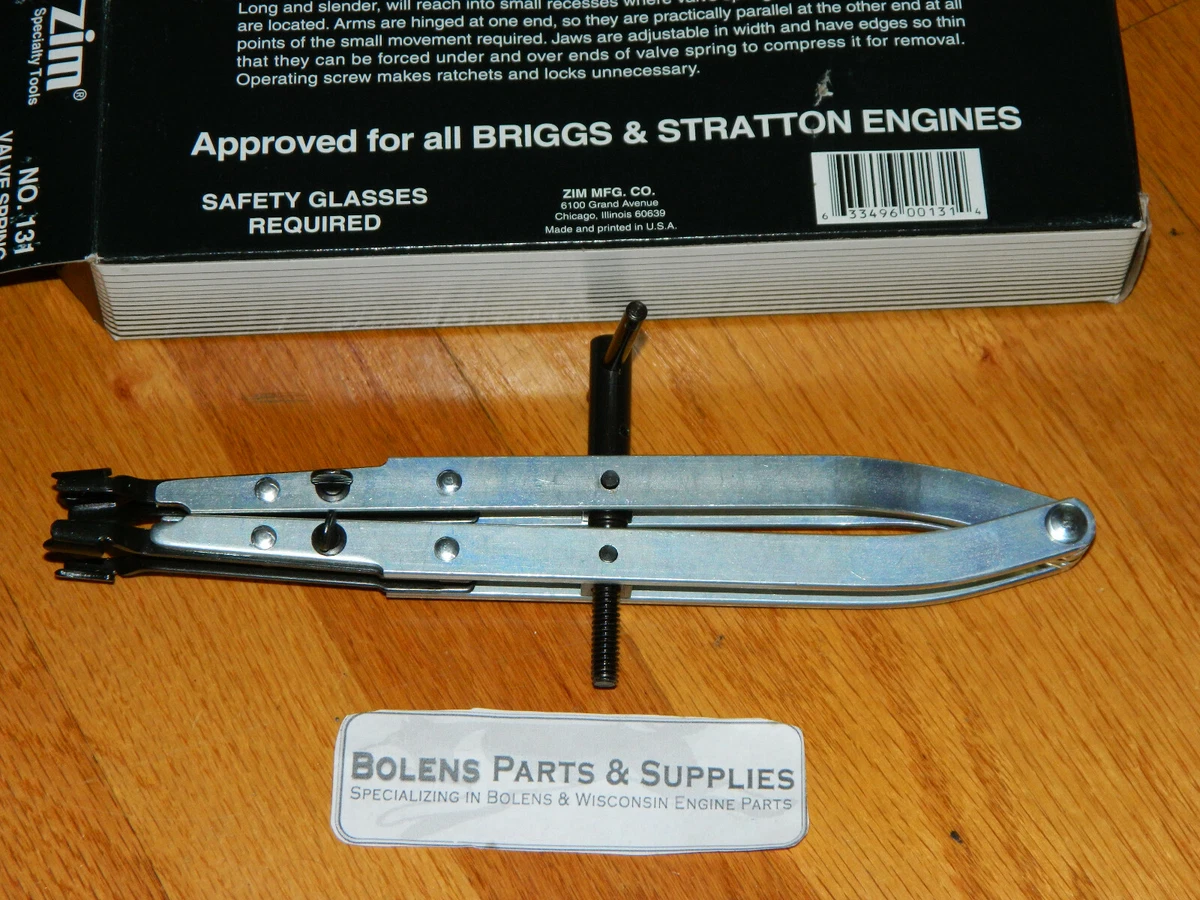 Long and slender, will reach into small recesses where valve
are located. Arms are hinged at one end, so they are practically parallel at the other end at all
points of the small movement required. Jaws are adjustable in width and have edges so thin
that they can be forced under and over ends of valve spring to compress it for removal.
Operating screw makes ratchets and locks unnecessary.
Approved for all BRIGGS & STRATTON ENGINES
SAFETY GLASSES
REQUIRED
ZIM MFG. CO.
6100 Grand Avenue
Chicago, Illinois 60639
Made and printed in U.S.A.
6 33496 00131 4
zim®
Specialty Tools
NO. 131
VALVE SPRING
BOLENS PARTS & SUPPLIES
SPECIALIZING IN BOLENS & WISCONSIN ENGINE PARTS